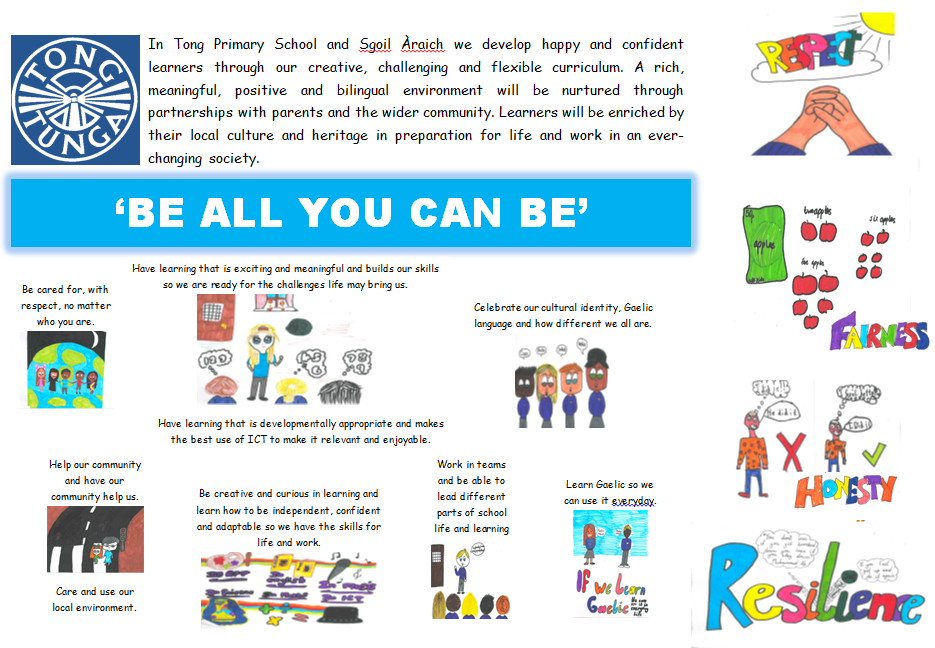 TONG
TUNGA
In Tong Primary School and Sgoil Àraich we develop happy and confident
learners through our creative, challenging and flexible curriculum. A rich,
meaningful, positive and bilingual environment will be nurtured through
partnerships with parents and the wider community. Learners will be enriched by
their local culture and heritage in preparation for life and work in an ever-
changing society.
‘BE ALL YOU CAN BE’
Be cared for, with
respect, no matter
who you are.
Have learning that is exciting and meaningful and builds our skills
so we are ready for the challenges life may bring us.
Celebrate our cultural identity, Gaelic
language and how different we all are.
Have learning that is developmentally appropriate and makes
the best use of ICT to make it relevant and enjoyable.
Help our community
and have our
community help us.
Care and use our
local environment.
Be creative and curious in learning and
learn how to be independent, confident
and adaptable so we have the skills for
life and work.
Work in teams
and be able to
lead different
parts of school
life and learning
Learn Gaelic so we
can use it everyday.
If we learn
Gaelic
RESPECT
two apples
six apples
apples
five apple
FAIRNESS
He did it
I Did it
HONESTY
Resilience